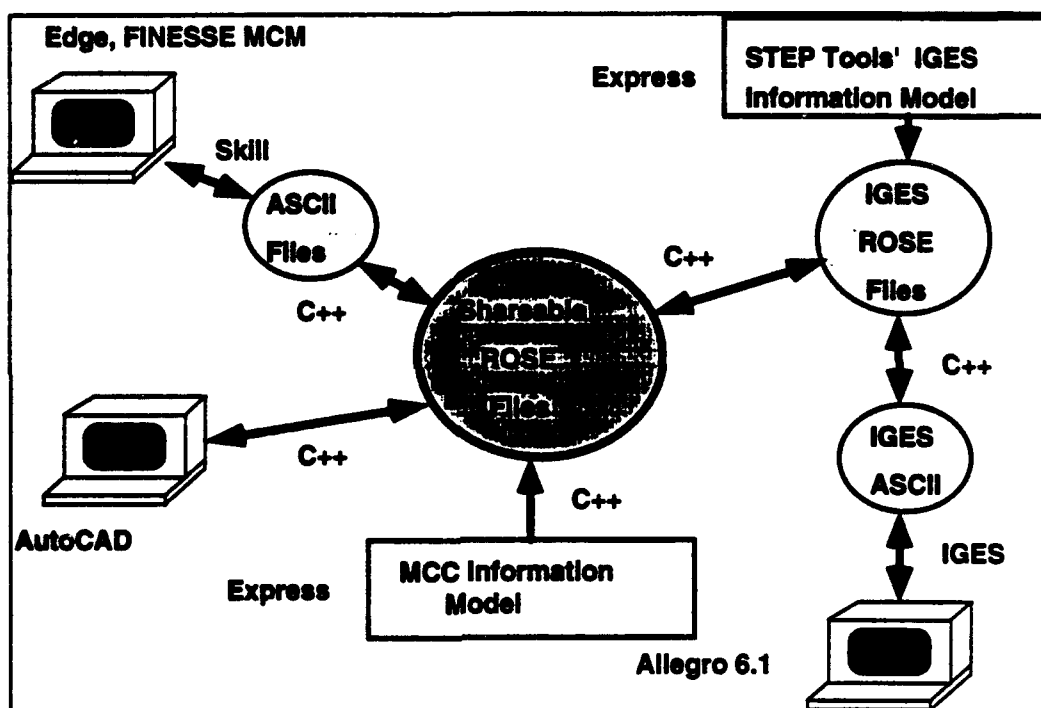 Edge, FINESSE MCM
STEP Tools' IGES
Information Model
Express
Skill
ASCII
Files
C++
IGES
ROSE
Files
C++
Shareable
ROSE
Files
C++
C++
IGES
ASCII
C++
AutoCAD
IGES
Express
MCC Information
Model
Allegro 6.1